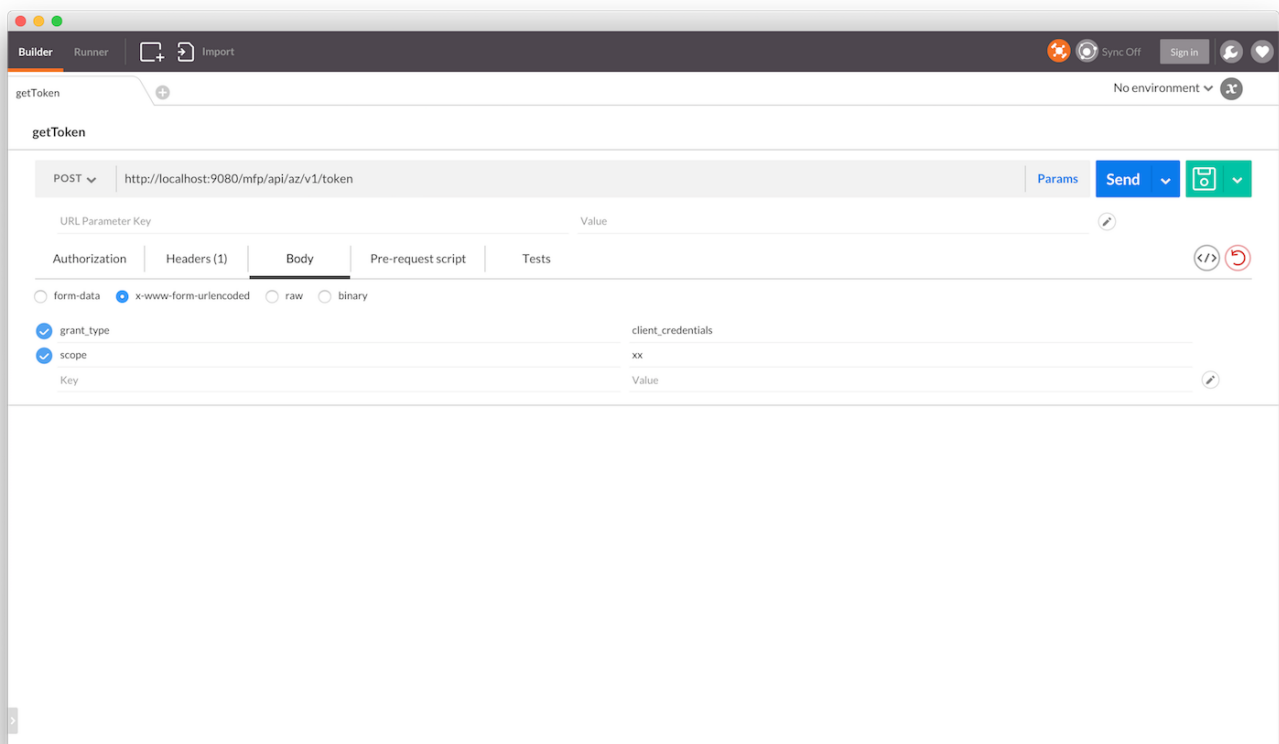 Builder Runner Import Sync Off Sign in
getToken No environment
getToken
POST http://localhost:9080/mfp/api/az/v1/token Params Send
URL Parameter Key Value
Authorization Headers (1) Body Pre-request script Tests
form-data x-www-form-urlencoded raw binary
grant_type client_credentials
scope xx
Key Value